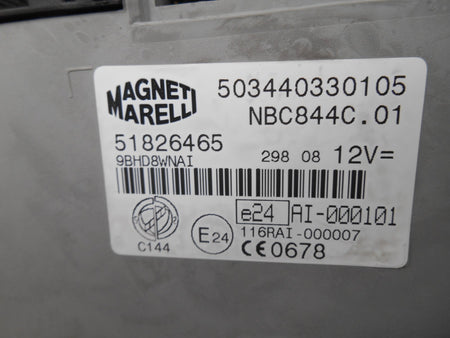 MAGNETI MARELLI
503440330105
NBC844C.01
51826465
9BHD8WNAI
298 08 12V=
e24 AI-000101
116RAI-000007
C144
E24
CE0678